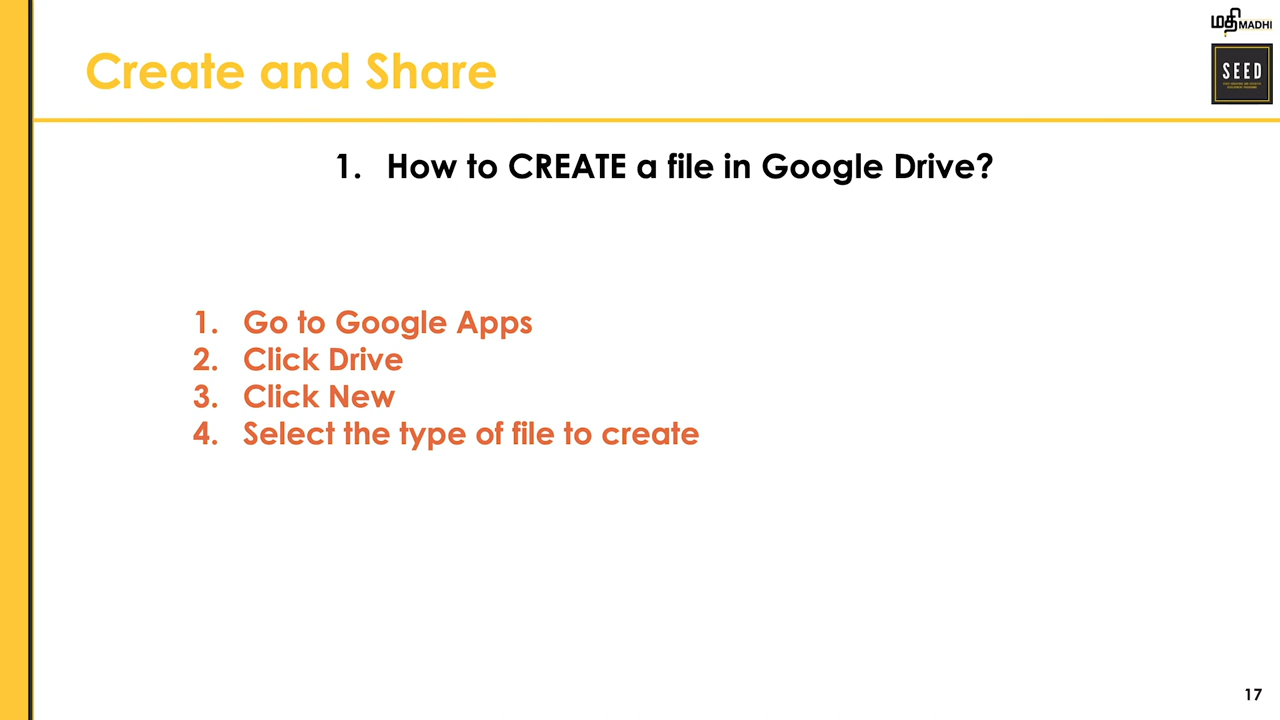 மதி MADHI
Create and Share
SEED
1. How to CREATE a file in Google Drive?
1. Go to Google Apps
2. Click Drive
3. Click New
4. Select the type of file to create
17